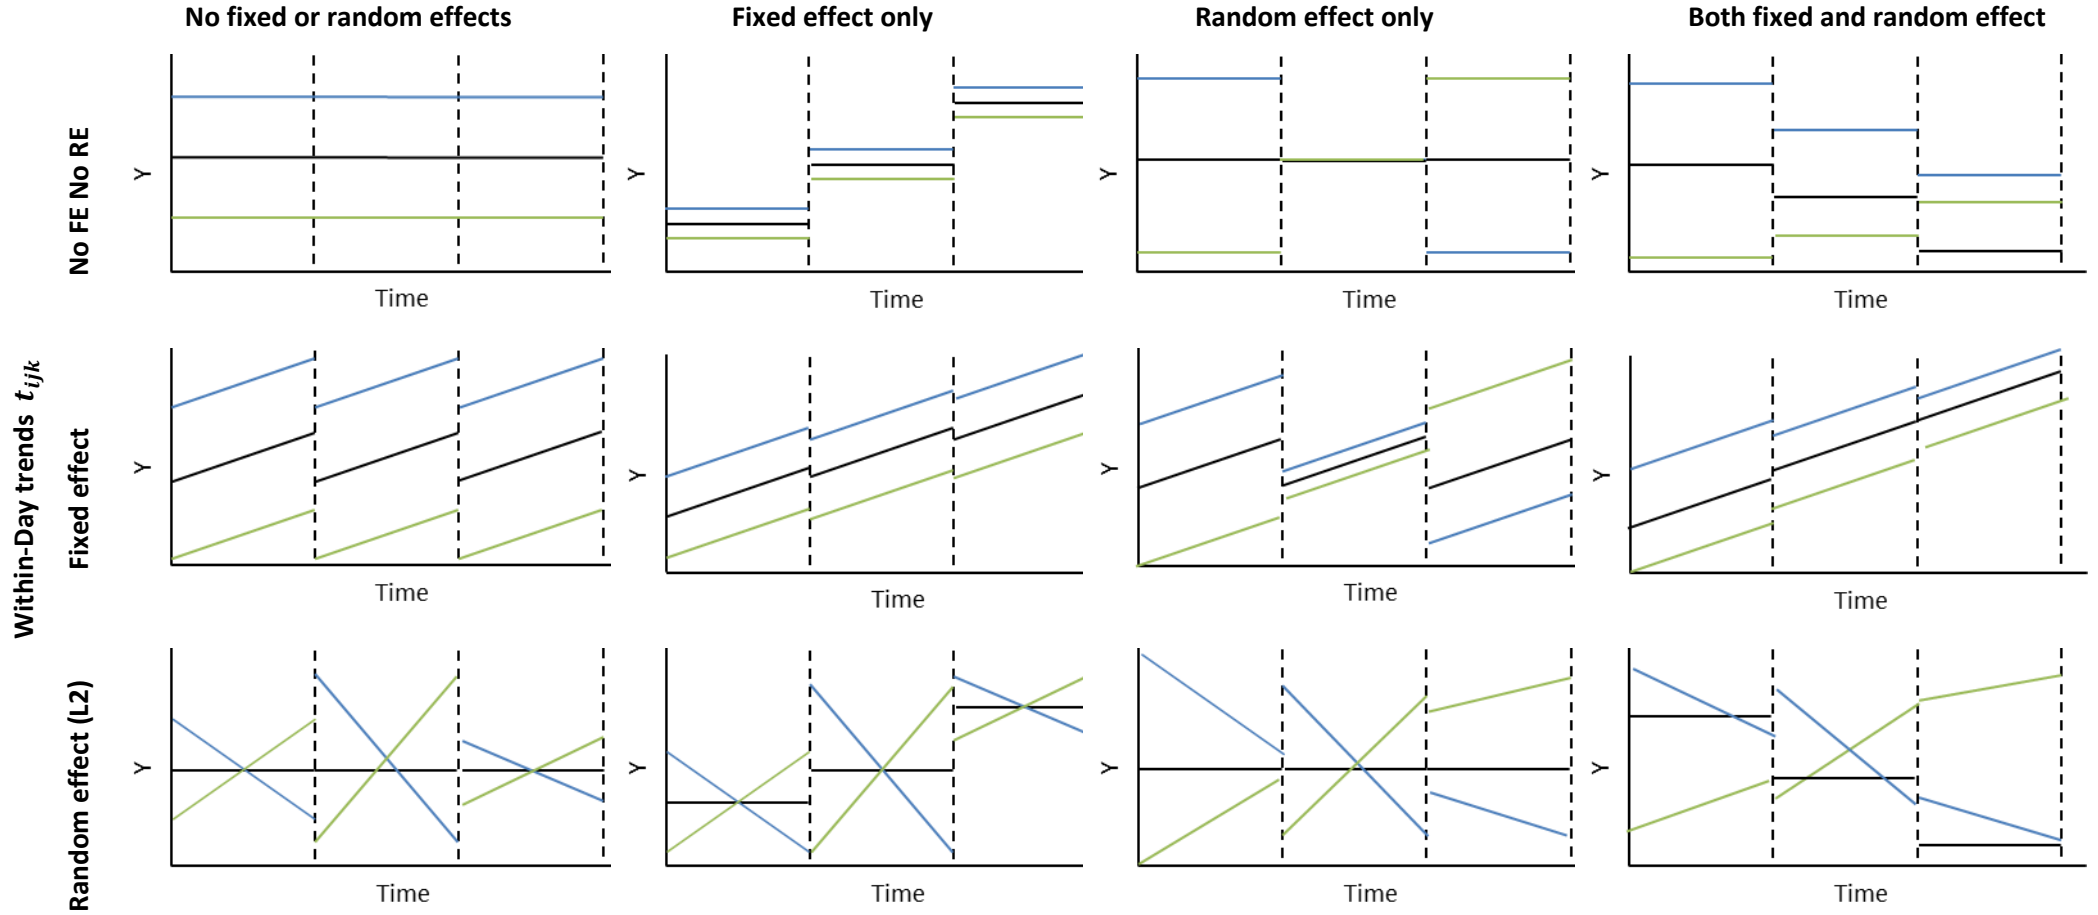 No fixed or random effects
Fixed effect only
Random effect only
Both fixed and random effect
Within-Day trends t_ijk
No FE No RE
Y
Time
Y
Time
Y
Time
Y
Time
Fixed effect
Y
Time
Y
Time
Y
Time
Y
Time
Random effect (L2)
Y
Time
Y
Time
Y
Time
Y
Time